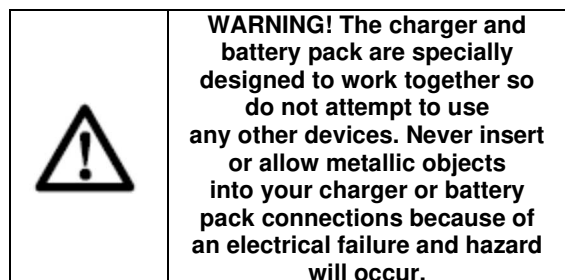 WARNING! The charger and
battery pack are specially
designed to work together so
do not attempt to use
any other devices. Never insert
or allow metallic objects
into your charger or battery
pack connections because of
an electrical failure and hazard
will occur.